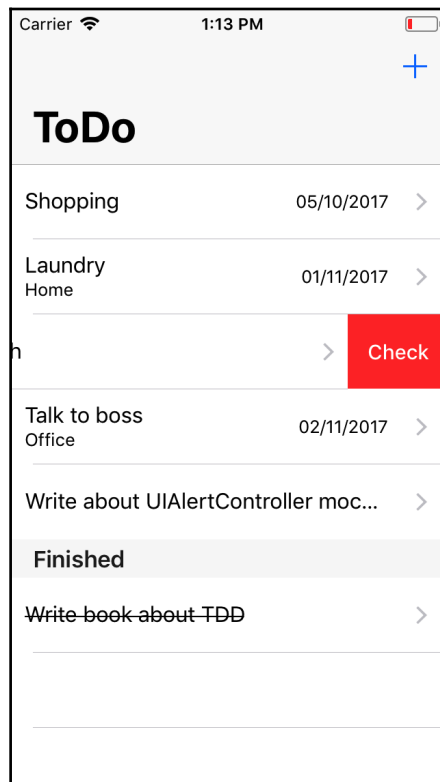 Carrier 1:13 PM
ToDo
Shopping 05/10/2017
Laundry 01/11/2017
Home
h Check
Talk to boss 02/11/2017
Office
Write about UIAlertController moc...
Finished
Write book about TDD